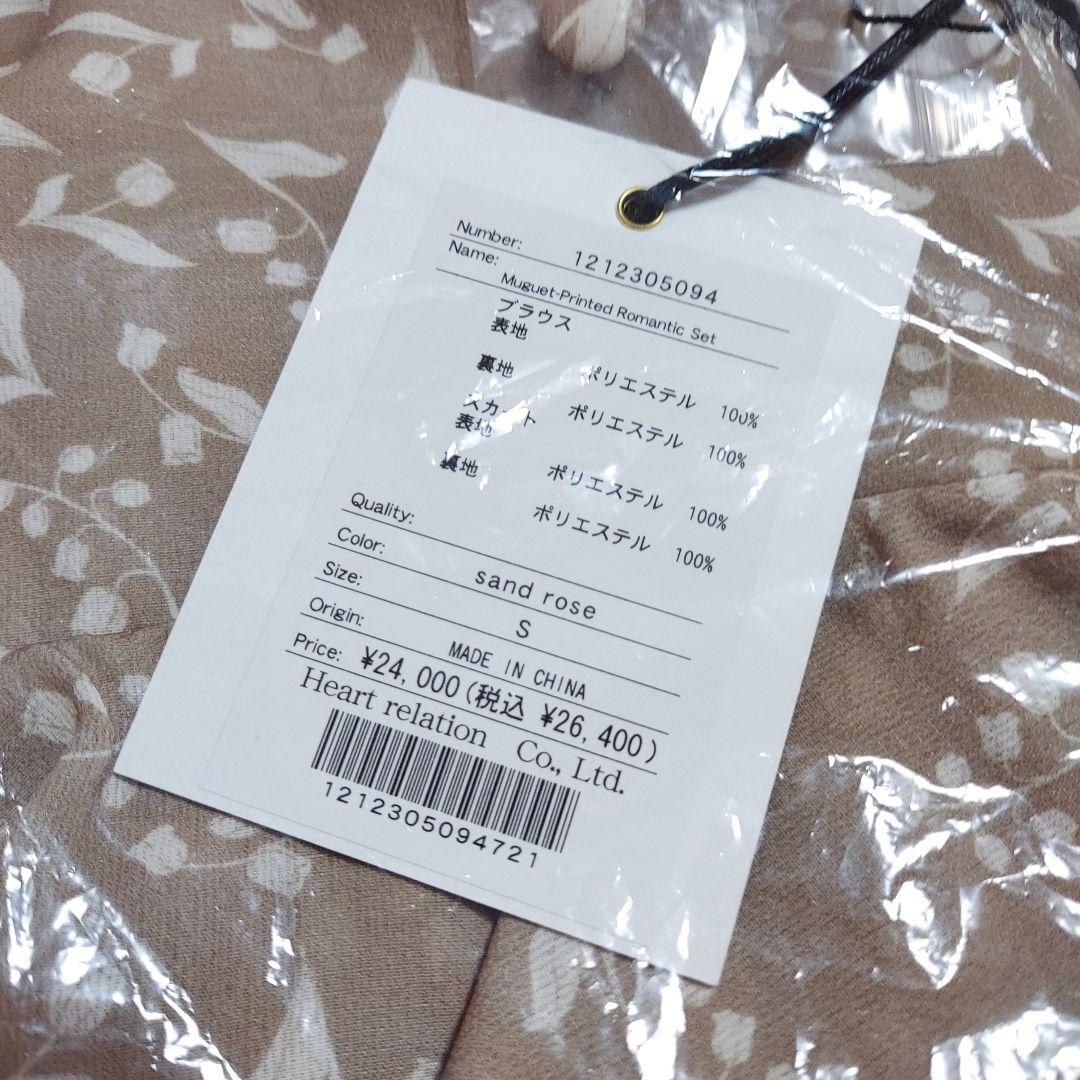 Number: 1212305094
Name: Muguet-Printed Romantic Set
ブラウス
表地 ポリエステル 100%
裏地 ポリエステル 100%
スカート
表地 ポリエステル 100%
裏地 ポリエステル 100%
Quality:
Color: sand rose
Size: S
Origin: MADE IN CHINA
Price: ¥24,000(税込 ¥26,400)
Heart relation Co., Ltd.
1212305094721